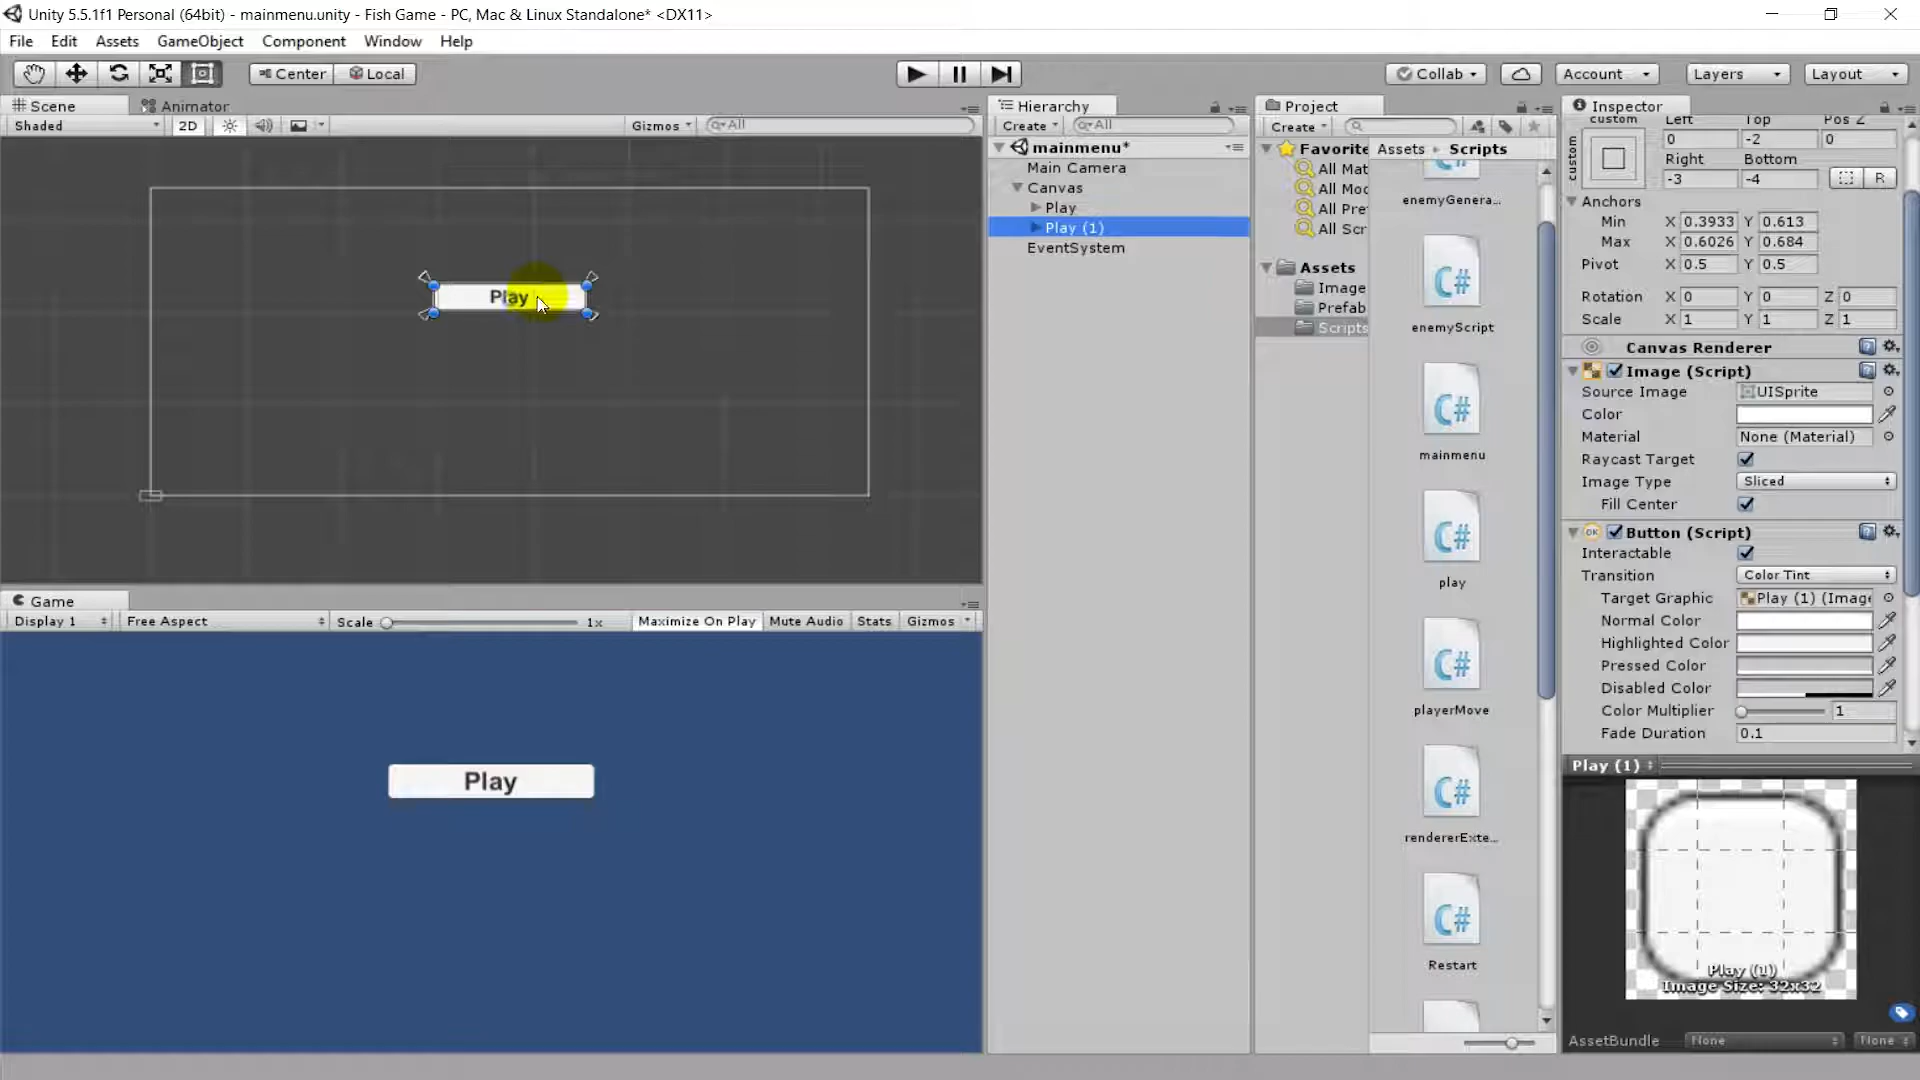 Unity 5.5.1f1 Personal (64bit) - mainmenu.unity - Fish Game - PC, Mac & Linux Standalone* <DX11>
File Edit Assets GameObject Component Window Help
Center Local
Collab Account Layers Layout
Scene Animator
Shaded 2D Gizmos All
Play
Game
Display 1 Free Aspect Scale 1x Maximize On Play Mute Audio Stats Gizmos
Play
Hierarchy
Create All
mainmenu*
Main Camera
Canvas
Play
Play (1)
EventSystem
Project
Create
Favorite
All Mat
All Moc
All Pre
All Scr
Assets
Image
Prefab
Scripts
Assets Scripts
enemyGenera...
enemyScript
mainmenu
play
playerMove
rendererExte...
Restart
Inspector
custom Left Top Pos Z
custom
0 -2 0
Right Bottom
-3 -4 R
Anchors
Min X 0.3933 Y 0.613
Max X 0.6026 Y 0.684
Pivot X 0.5 Y 0.5
Rotation X 0 Y 0 Z 0
Scale X 1 Y 1 Z 1
Canvas Renderer
Image (Script)
Source Image UISprite
Color
Material None (Material)
Raycast Target
Image Type Sliced
Fill Center
OK Button (Script)
Interactable
Transition Color Tint
Target Graphic Play (1) (Image
Normal Color
Highlighted Color
Pressed Color
Disabled Color
Color Multiplier 1
Fade Duration 0.1
Play (1)
Play (1)
Image Size: 32x32
AssetBundle None None